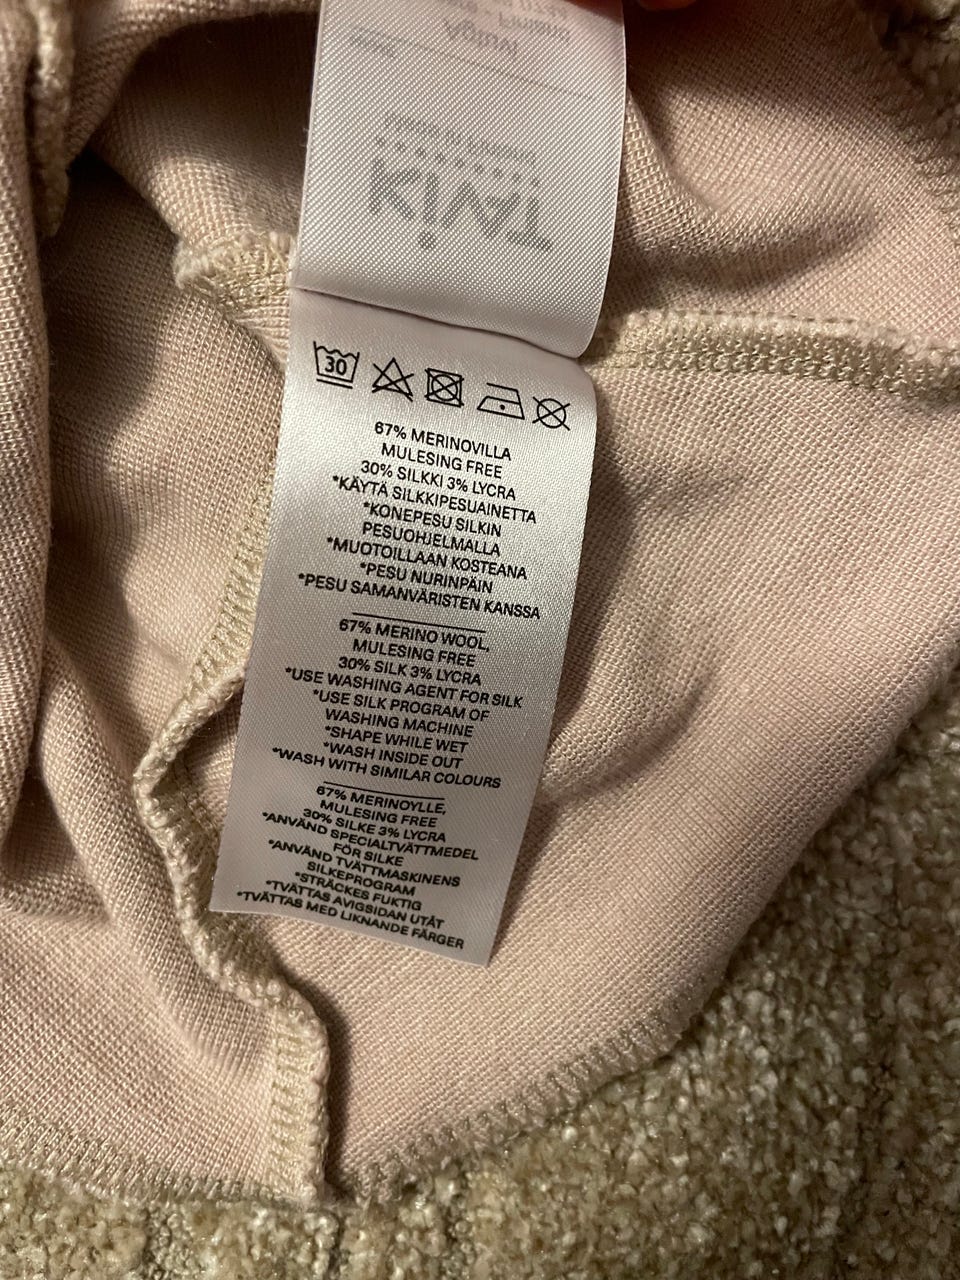 KIVAT
30
67% MERINOVILLA
MULESING FREE
30% SILKKI 3% LYCRA
*KÄYTÄ SILKKIPESUAINETTA
*KONEPESU SILKIN
PESUOHJELMALLA
*MUOTOILLAAN KOSTEANA
*PESU NURINPÄIN
*PESU SAMANVÄRISTEN KANSSA
67% MERINO WOOL,
MULESING FREE
30% SILK 3% LYCRA
*USE WASHING AGENT FOR SILK
*USE SILK PROGRAM OF
WASHING MACHINE
*SHAPE WHILE WET
*WASH INSIDE OUT
*WASH WITH SIMILAR COLOURS
67% MERINOYLLE,
MULESING FREE
30% SILKE 3% LYCRA
*ANVÄND SPECIALTVÄTTMEDEL
FÖR SILKE
*ANVÄND TVÄTTMASKINENS
SILKEPROGRAM
*STRÄCKES FUKTIG
*TVÄTTAS AVIGSIDAN UTÅT
*TVÄTTAS MED LIKNANDE FÄRGER